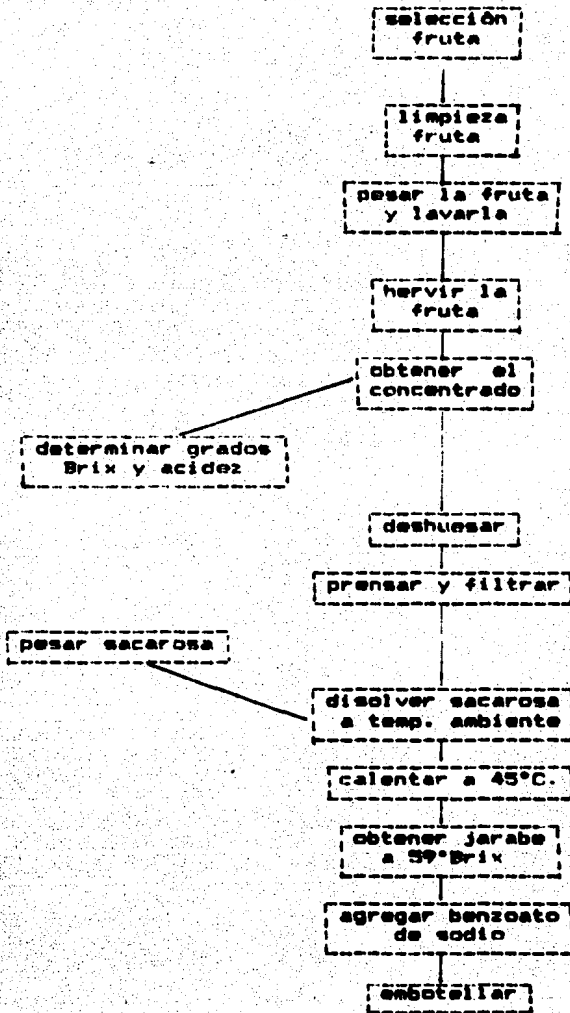 selección
fruta
limpieza
fruta
pesar la fruta
y lavarla
hervir la
fruta
obtener el
concentrado
determinar grados
Brix y acidez
deshuesar
prensar y filtrar
pesar sacarosa
disolver sacarosa
a temp. ambiente
calentar a 45°C.
obtener jarabe
a 59°Brix
agregar benzoato
de sodio
embotellar